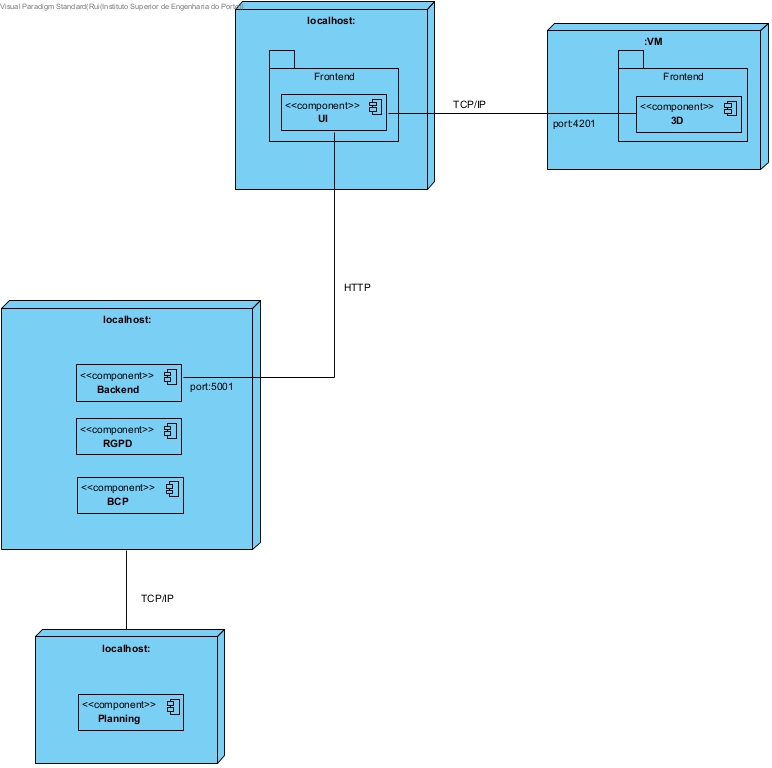 Visual Paradigm Standard(Rui(Instituto Superior de Engenharia do Porto))
localhost:
Frontend
<<component>>
UI
:VM
Frontend
<<component>>
3D
TCP/IP
port:4201
HTTP
localhost:
<<component>>
Backend
port:5001
<<component>>
RGPD
<<component>>
BCP
TCP/IP
localhost:
<<component>>
Planning